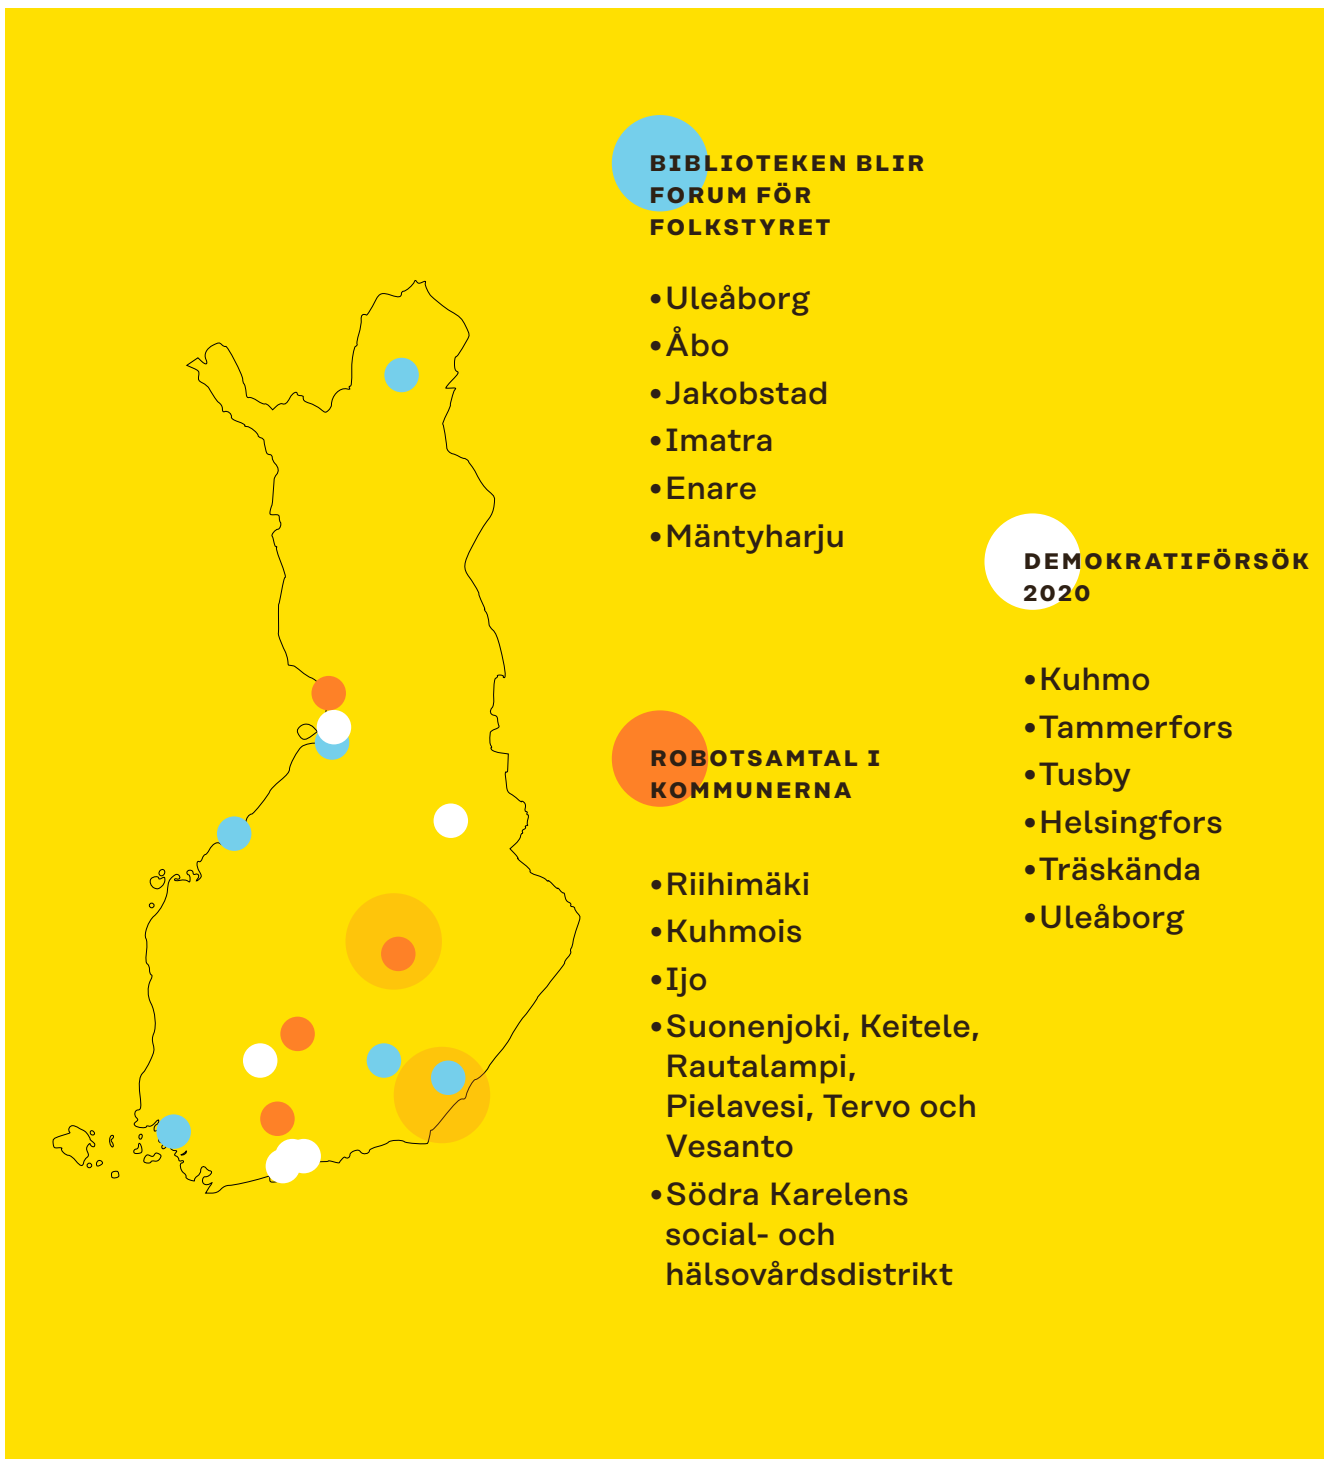 BIBLIOTEKEN BLIR
FORUM FÖR
FOLKSTYRET
•Uleåborg
•Åbo
•Jakobstad
•Imatra
•Enare
•Mäntyharju
ROBOTSAMTAL I
KOMMUNERNA
•Riihimäki
•Kuhmois
•Ijo
•Suonenjoki, Keitele,
Rautalampi,
Pielavesi, Tervo och
Vesanto
•Södra Karelens
social- och
hälsovårdsdistrikt
DEMOKRATIFÖRSÖK
2020
•Kuhmo
•Tammerfors
•Tusby
•Helsingfors
•Träskända
•Uleåborg